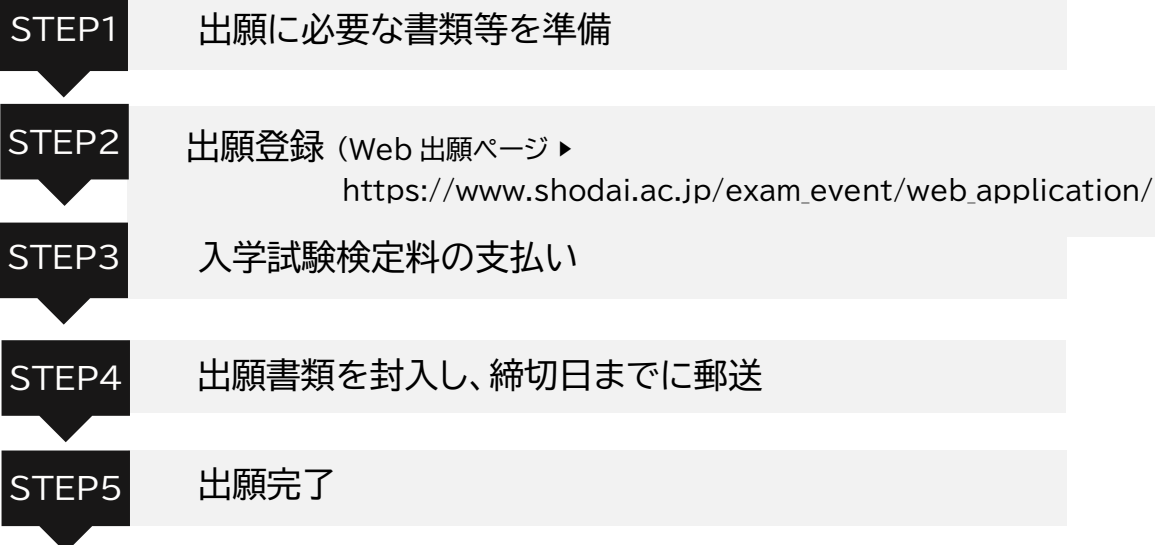 STEP1 出願に必要な書類等を準備
STEP2 出願登録（Web 出願ページ ▶
https://www.shodai.ac.jp/exam_event/web_application/
STEP3 入学試験検定料の支払い
STEP4 出願書類を封入し、締切日までに郵送
STEP5 出願完了